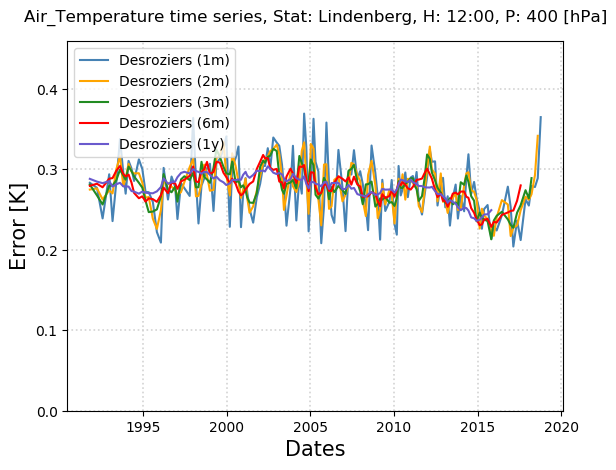 Air_Temperature time series, Stat: Lindenberg, H: 12:00, P: 400 [hPa]
Desroziers (1m)
Desroziers (2m)
Desroziers (3m)
Desroziers (6m)
Desroziers (1y)
Error [K]
0.4
0.3
0.2
0.1
0.0
1995 2000 2005 2010 2015 2020
Dates